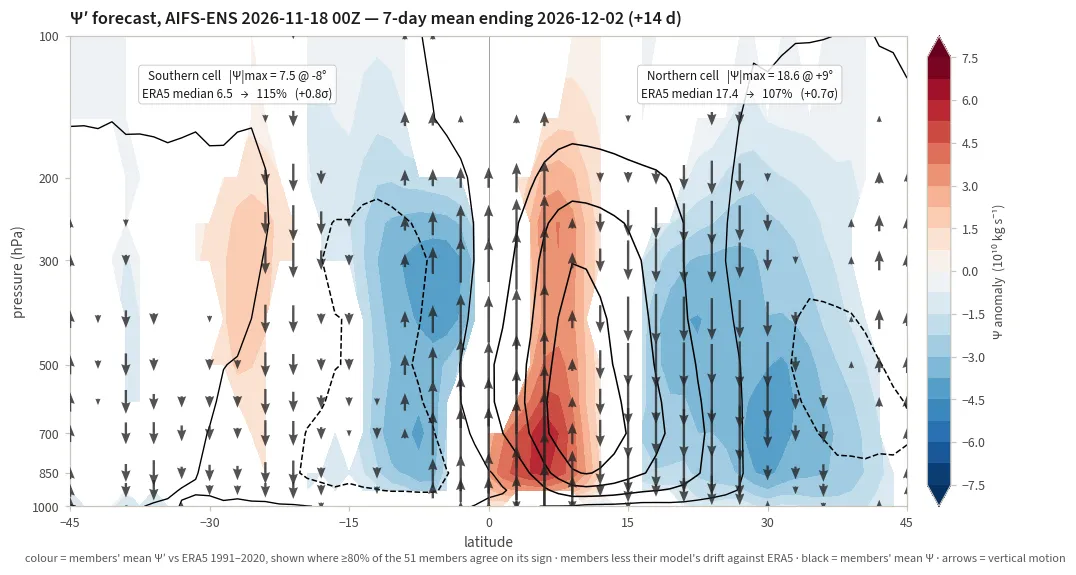 Ψ′ forecast, AIFS-ENS 2026-11-18 00Z — 7-day mean ending 2026-12-02 (+14 d)
Southern cell |Ψ|max = 7.5 @ -8°
ERA5 median 6.5 → 115% (+0.8σ)
Northern cell |Ψ|max = 18.6 @ +9°
ERA5 median 17.4 → 107% (+0.7σ)
100
200
300
400
500
700
850
1000
pressure (hPa)
−45
−30
−15
0
15
30
45
latitude
7.5
6.0
4.5
3.0
1.5
0.0
−1.5
−3.0
−4.5
−6.0
−7.5
Ψ anomaly (10¹⁰ kg s⁻¹)
colour = members' mean Ψ′ vs ERA5 1991–2020, shown where ≥80% of the 51 members agree on its sign · members less their model's drift against ERA5 · black = members' mean Ψ · arrows = vertical motion